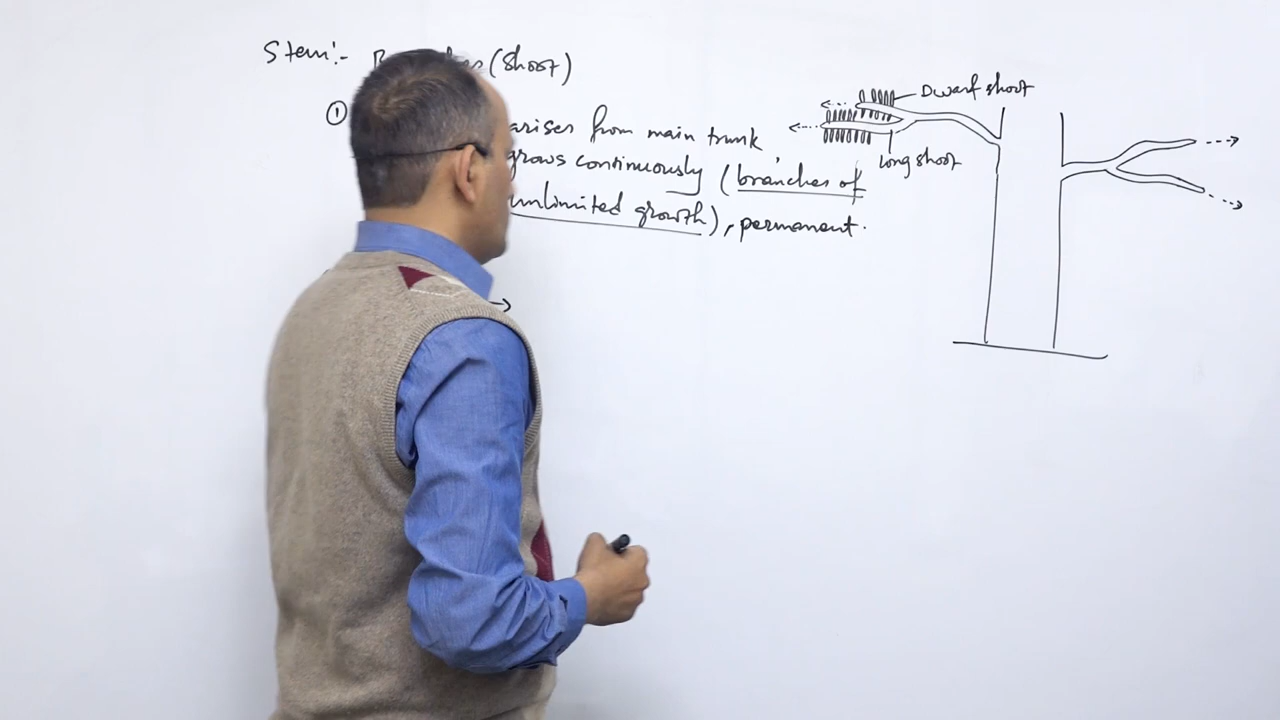 Stem:- (Shoot)
①
arises from main trunk
grows continuously (branches of
unlimited growth), permanent.
Dwarf shoot
long shoot